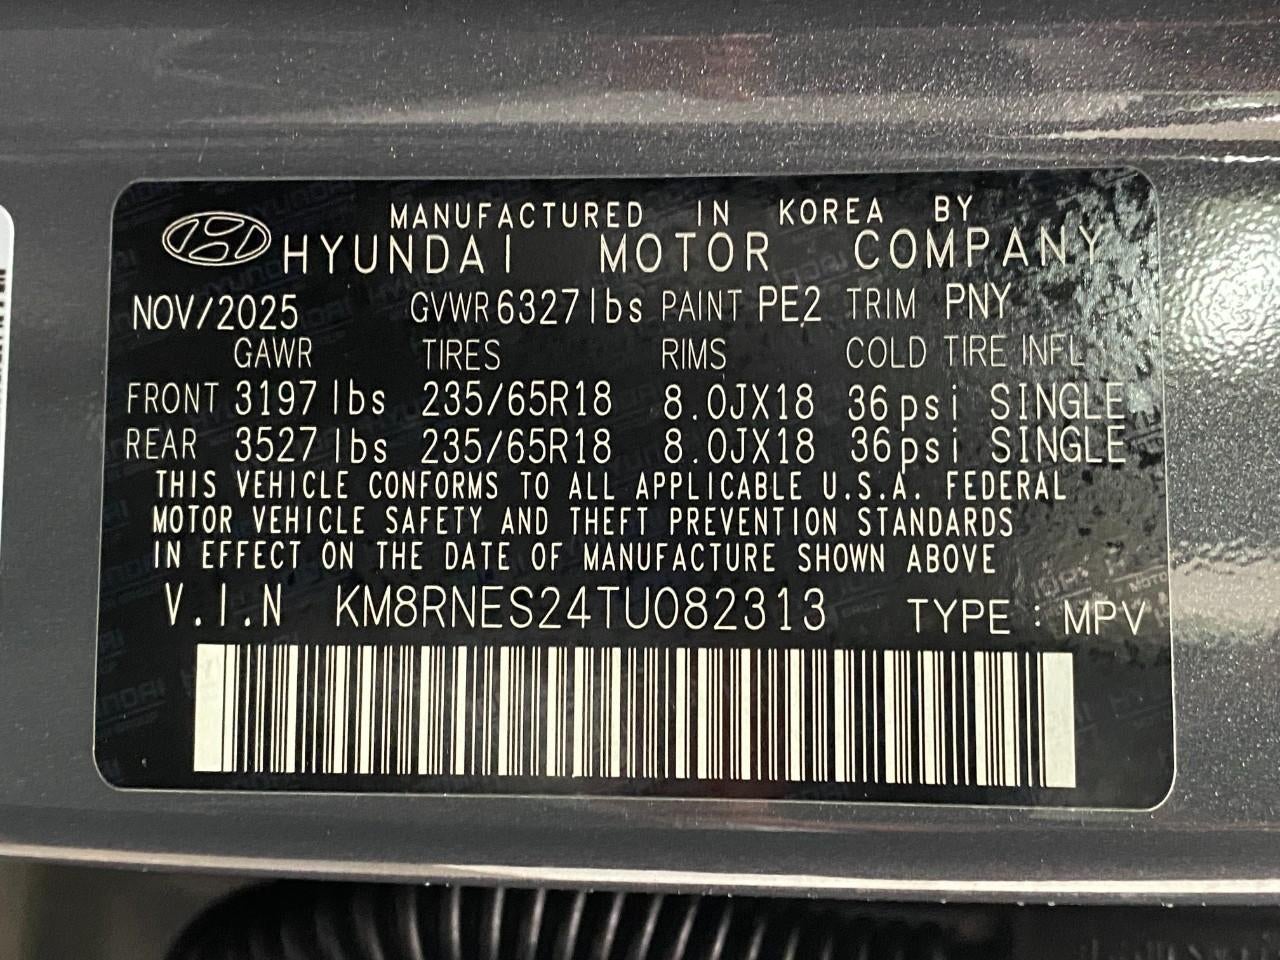 MANUFACTURED IN KOREA BY
HYUNDAI MOTOR COMPANY
NOV/2025 GVWR 6327lbs PAINT PE2 TRIM PNY
GAWR TIRES RIMS COLD TIRE INFL
FRONT 3197 lbs 235/65R18 8.0JX18 36psi SINGLE
REAR 3527 lbs 235/65R18 8.0JX18 36psi SINGLE
THIS VEHICLE CONFORMS TO ALL APPLICABLE U.S.A. FEDERAL
MOTOR VEHICLE SAFETY AND THEFT PREVENTION STANDARDS
IN EFFECT ON THE DATE OF MANUFACTURE SHOWN ABOVE
V.I.N KM8RNES24TU082313 TYPE : MPV